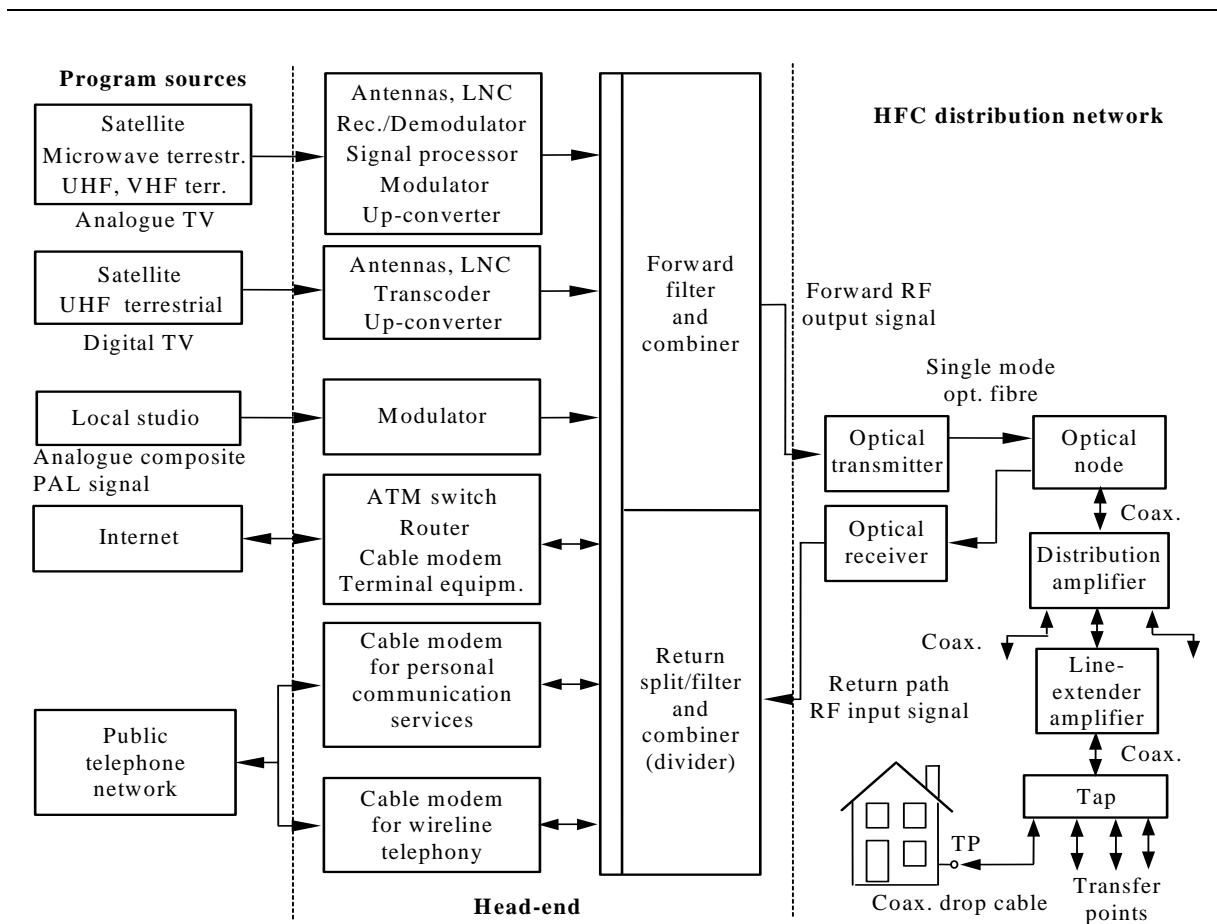 Program sources
Satellite
Microwave terrestr.
UHF, VHF terr.
Analogue TV
Satellite
UHF terrestrial
Digital TV
Local studio
Analogue composite
PAL signal
Internet
Public
telephone
network
Antennas, LNC
Rec./Demodulator
Signal processor
Modulator
Up-converter
Antennas, LNC
Transcoder
Up-converter
Modulator
ATM switch
Router
Cable modem
Terminal equipm.
Cable modem
for personal
communication
services
Cable modem
for wireline
telephony
Head-end
Forward
filter
and
combiner
Return
split/filter
and
combiner
(divider)
HFC distribution network
Forward RF
output signal
Single mode
opt. fibre
Optical
transmitter
Optical
node
Optical
receiver
Coax.
Distribution
amplifier
Coax.
Line-
extender
amplifier
Return path
RF input signal
Coax.
Tap
TP
Coax. drop cable
Transfer
points